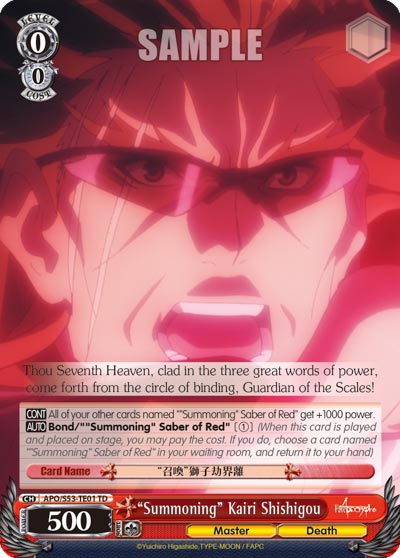 LEVEL
0
0
COST
SAMPLE
Thou Seventh Heaven, clad in the three great words of power,
come forth from the circle of binding, Guardian of the Scales!
CONT All of your other cards named ""Summoning" Saber of Red" get +1000 power.
AUTO Bond/""Summoning" Saber of Red" [①] (When this card is played
and placed on stage, you may pay the cost. If you do, choose a card named
""Summoning" Saber of Red" in your waiting room, and return it to your hand)
Card Name
“召喚”獅子劫界離
CH APO/S53-TE01 TD
500
“Summoning” Kairi Shishigou
Master
Death
©Yuichiro Higashide,TYPE-MOON / FAPC